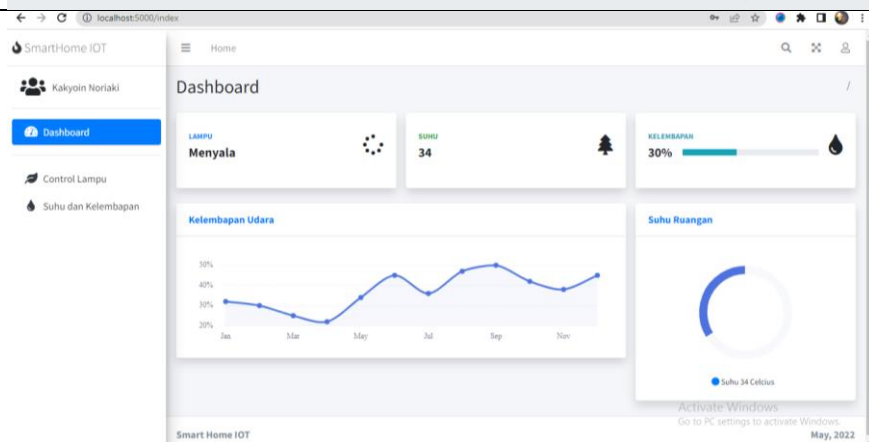 localhost:5000/index
SmartHome IOT
Home
Kakyoin Noriaki
Dashboard
Control Lampu
Suhu dan Kelembapan
Dashboard
/
LAMPU
Menyala
SUHU
34
KELEMBAPAN
30%
Kelembapan Udara
50%
40%
30%
20%
Jan
Mar
May
Jul
Sep
Nov
Suhu Ruangan
Suhu 34 Celcius
Activate Windows
Go to PC settings to activate Windows.
Smart Home IOT
May, 2022